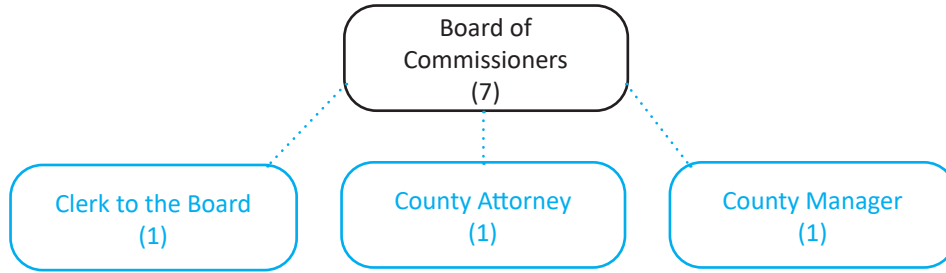 Board of
Commissioners
(7)
Clerk to the Board
(1)
County Attorney
(1)
County Manager
(1)